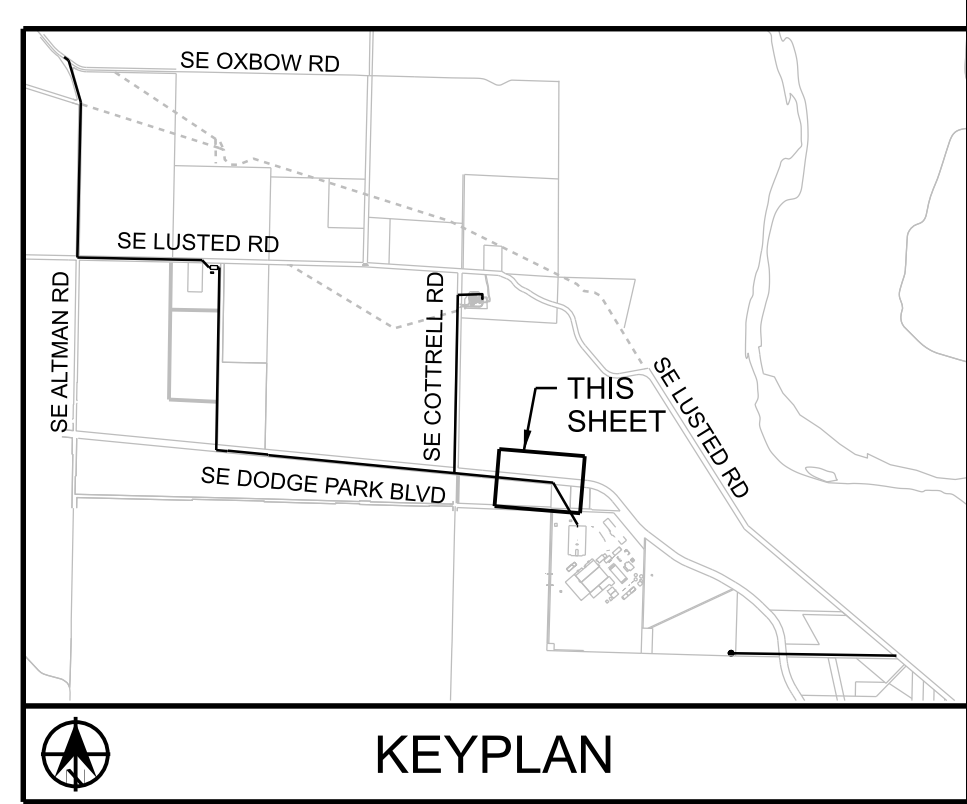 SE OXBOW RD
SE LUSTED RD
SE ALTMAN RD
SE COTTRELL RD
THIS
SHEET
SE LUSTED RD
SE DODGE PARK BLVD
KEYPLAN